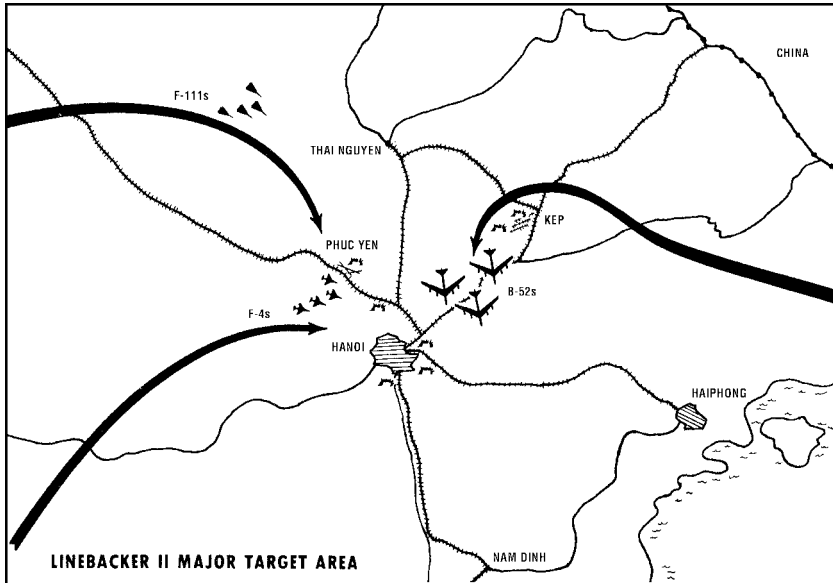 CHINA
F-111s
THAI NGUYEN
KEP
PHUC YEN
B-52s
F-4s
HANOI
HAIPHONG
NAM DINH
LINEBACKER II MAJOR TARGET AREA